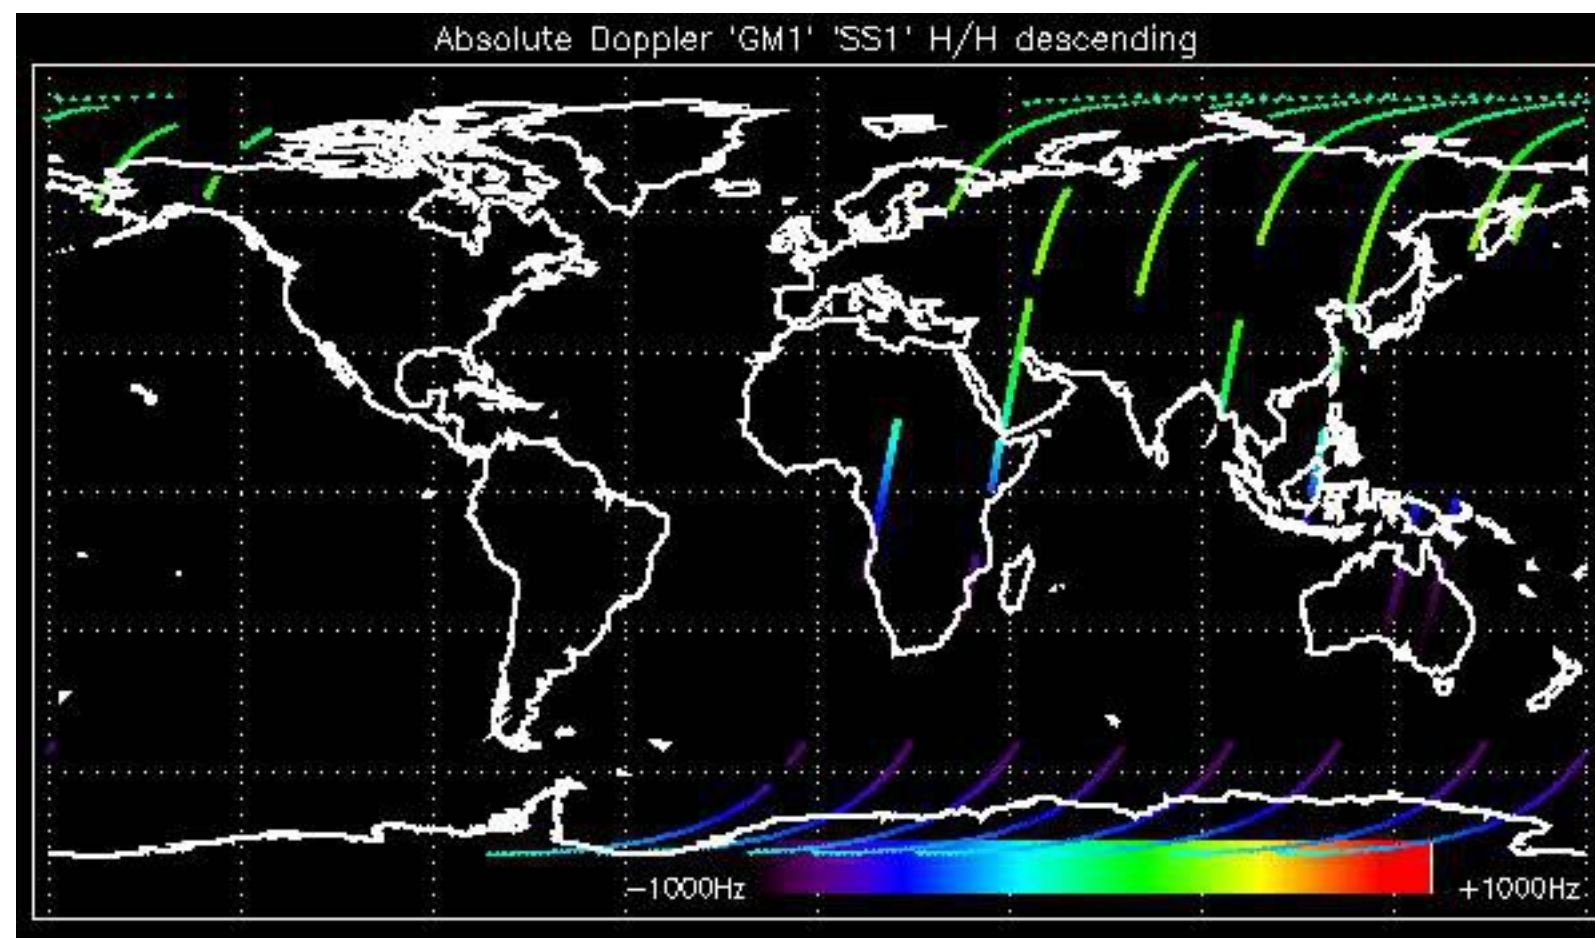 Absolute Doppler 'GM1' 'SS1' H/H descending
-1000Hz +1000Hz